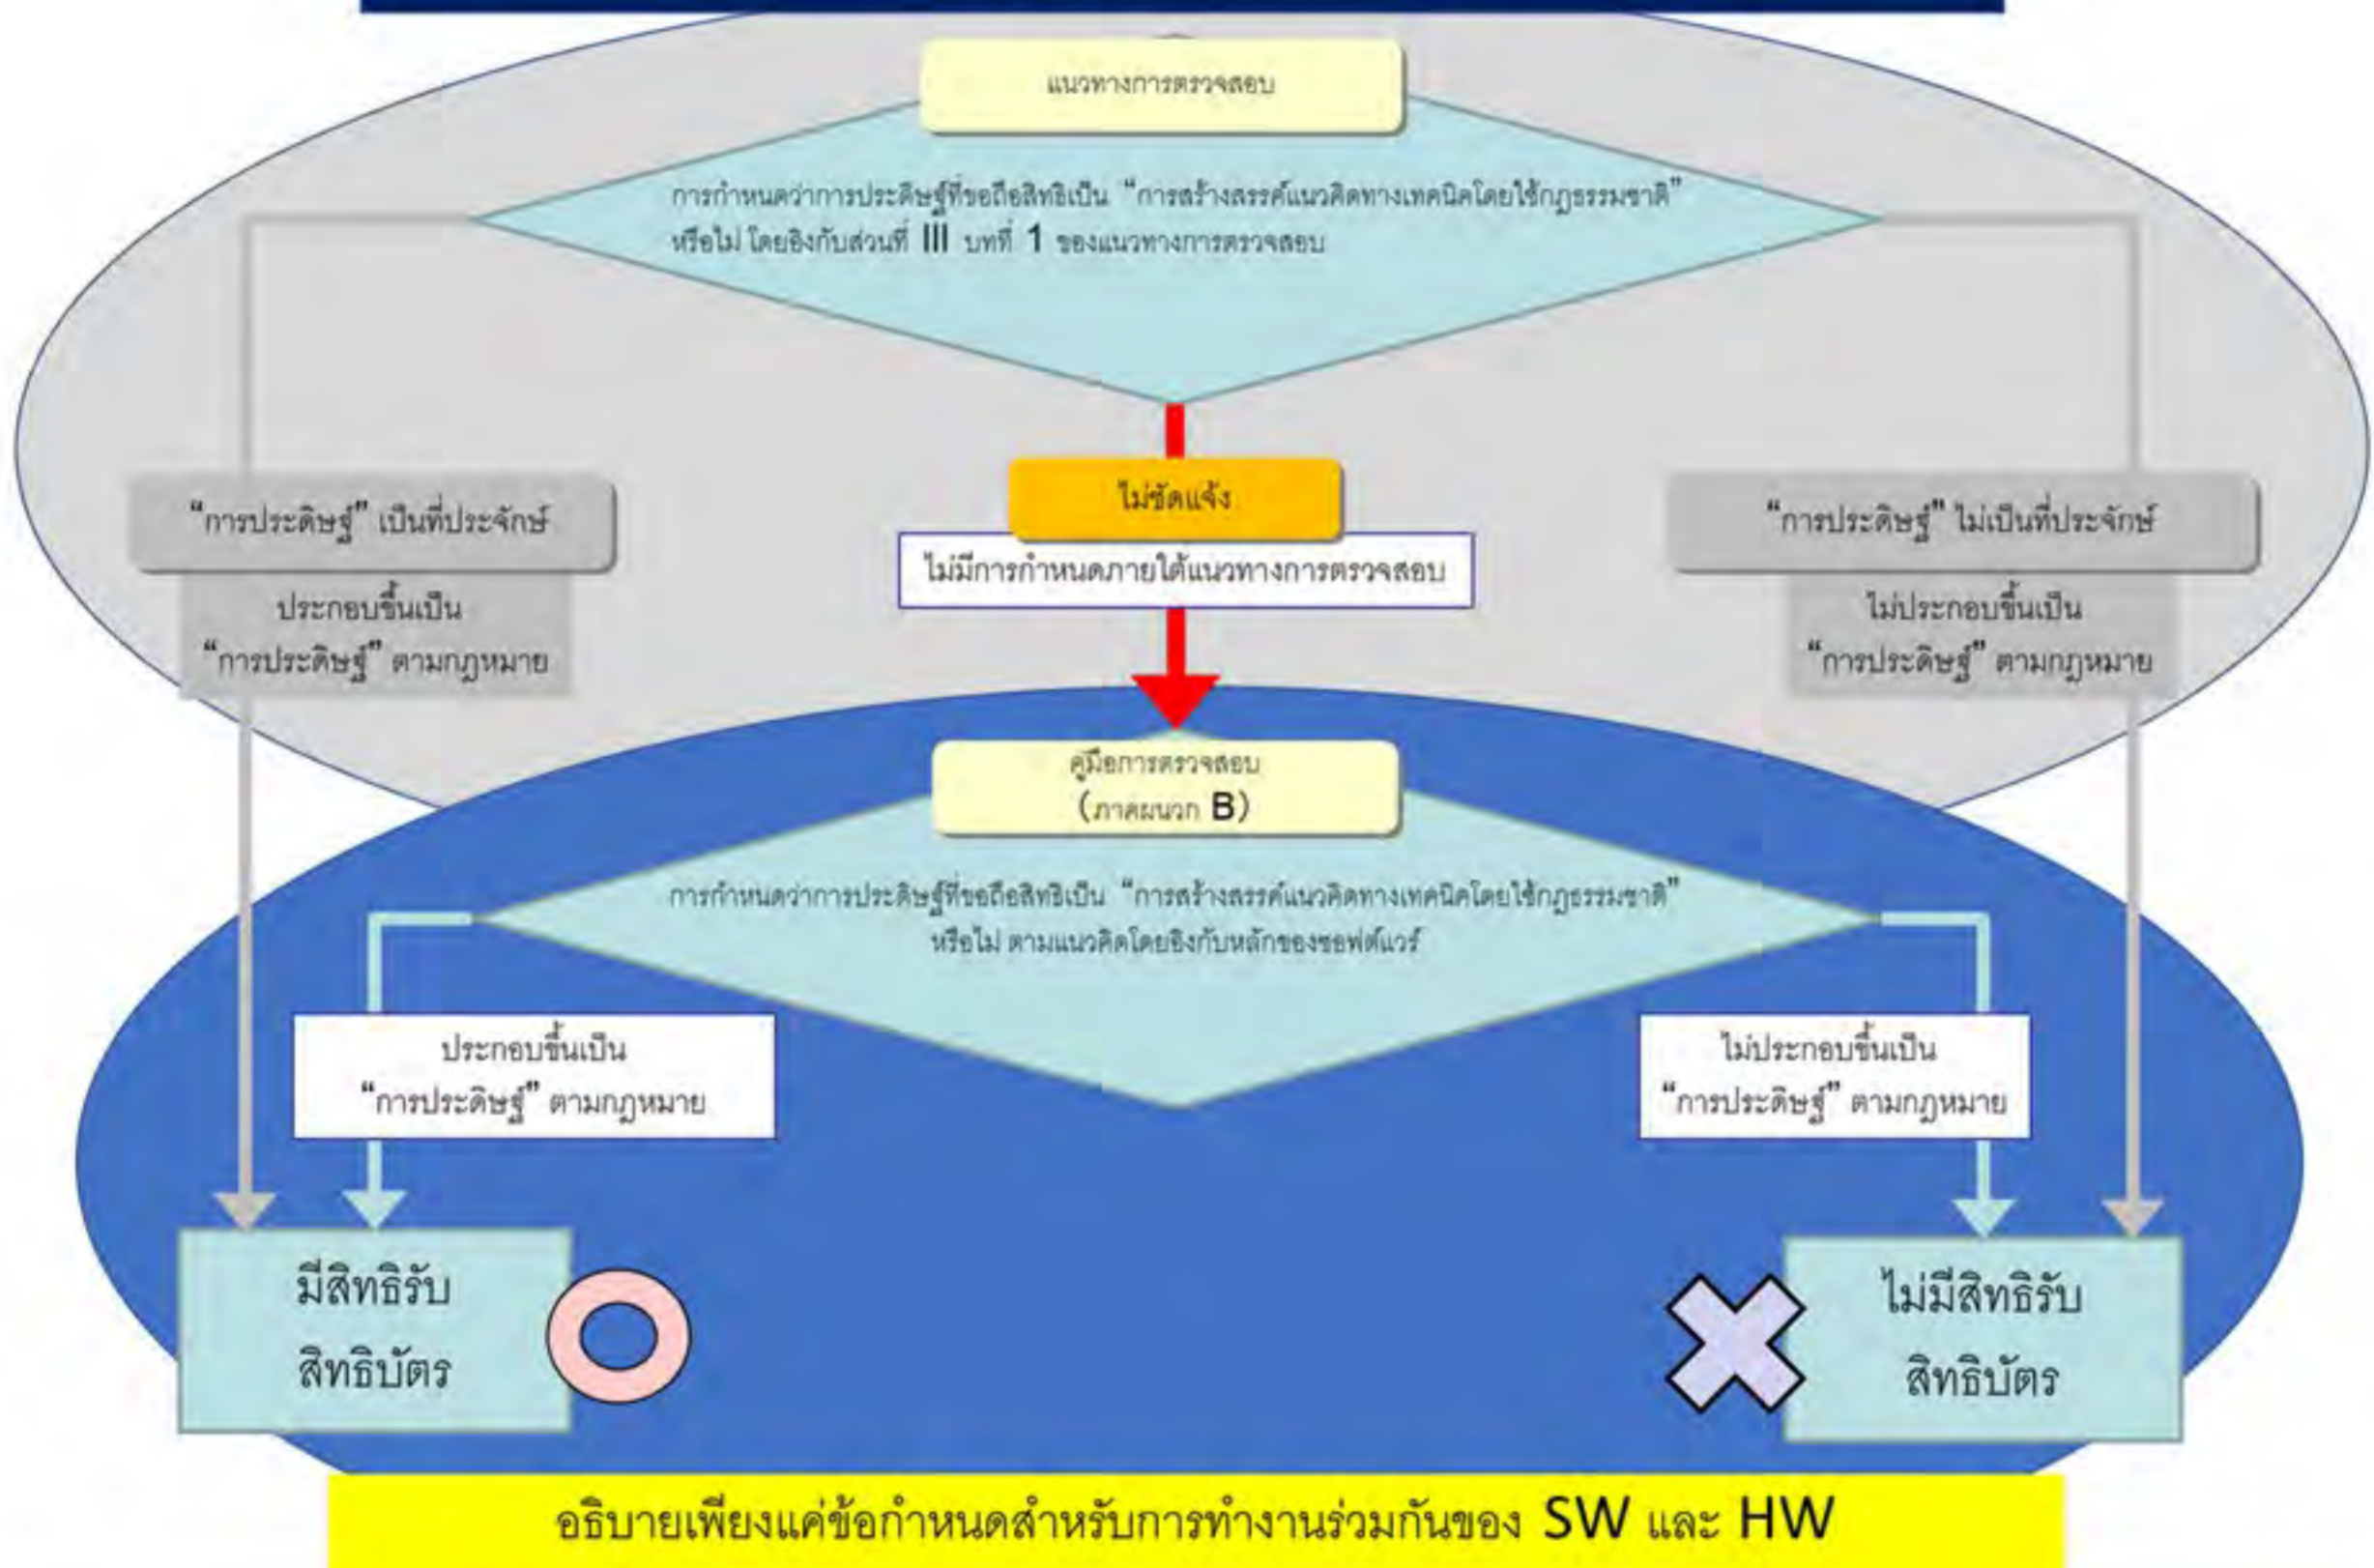 แนวทางการตรวจสอบ
การกำหนดว่าการประดิษฐ์ที่ขอถือสิทธิเป็น “การสร้างสรรค์แนวคิดทางเทคนิคโดยใช้กฎธรรมชาติ”
หรือไม่ โดยอิงกับส่วนที่ III บทที่ 1 ของแนวทางการตรวจสอบ
ไม่ชัดแจ้ง
“การประดิษฐ์” เป็นที่ประจักษ์
“การประดิษฐ์” ไม่เป็นที่ประจักษ์
ไม่มีการกำหนดภายใต้แนวทางการตรวจสอบ
ประกอบขึ้นเป็น
“การประดิษฐ์” ตามกฎหมาย
ไม่ประกอบขึ้นเป็น
“การประดิษฐ์” ตามกฎหมาย
คู่มือการตรวจสอบ
(ภาคผนวก B)
การกำหนดว่าการประดิษฐ์ที่ขอถือสิทธิเป็น “การสร้างสรรค์แนวคิดทางเทคนิคโดยใช้กฎธรรมชาติ”
หรือไม่ ตามแนวคิดโดยอิงกับหลักของซอฟต์แวร์
ประกอบขึ้นเป็น
“การประดิษฐ์” ตามกฎหมาย
ไม่ประกอบขึ้นเป็น
“การประดิษฐ์” ตามกฎหมาย
มีสิทธิรับ
สิทธิบัตร
ไม่มีสิทธิรับ
สิทธิบัตร
อธิบายเพียงแค่ข้อกำหนดสำหรับการทำงานร่วมกันของ SW และ HW